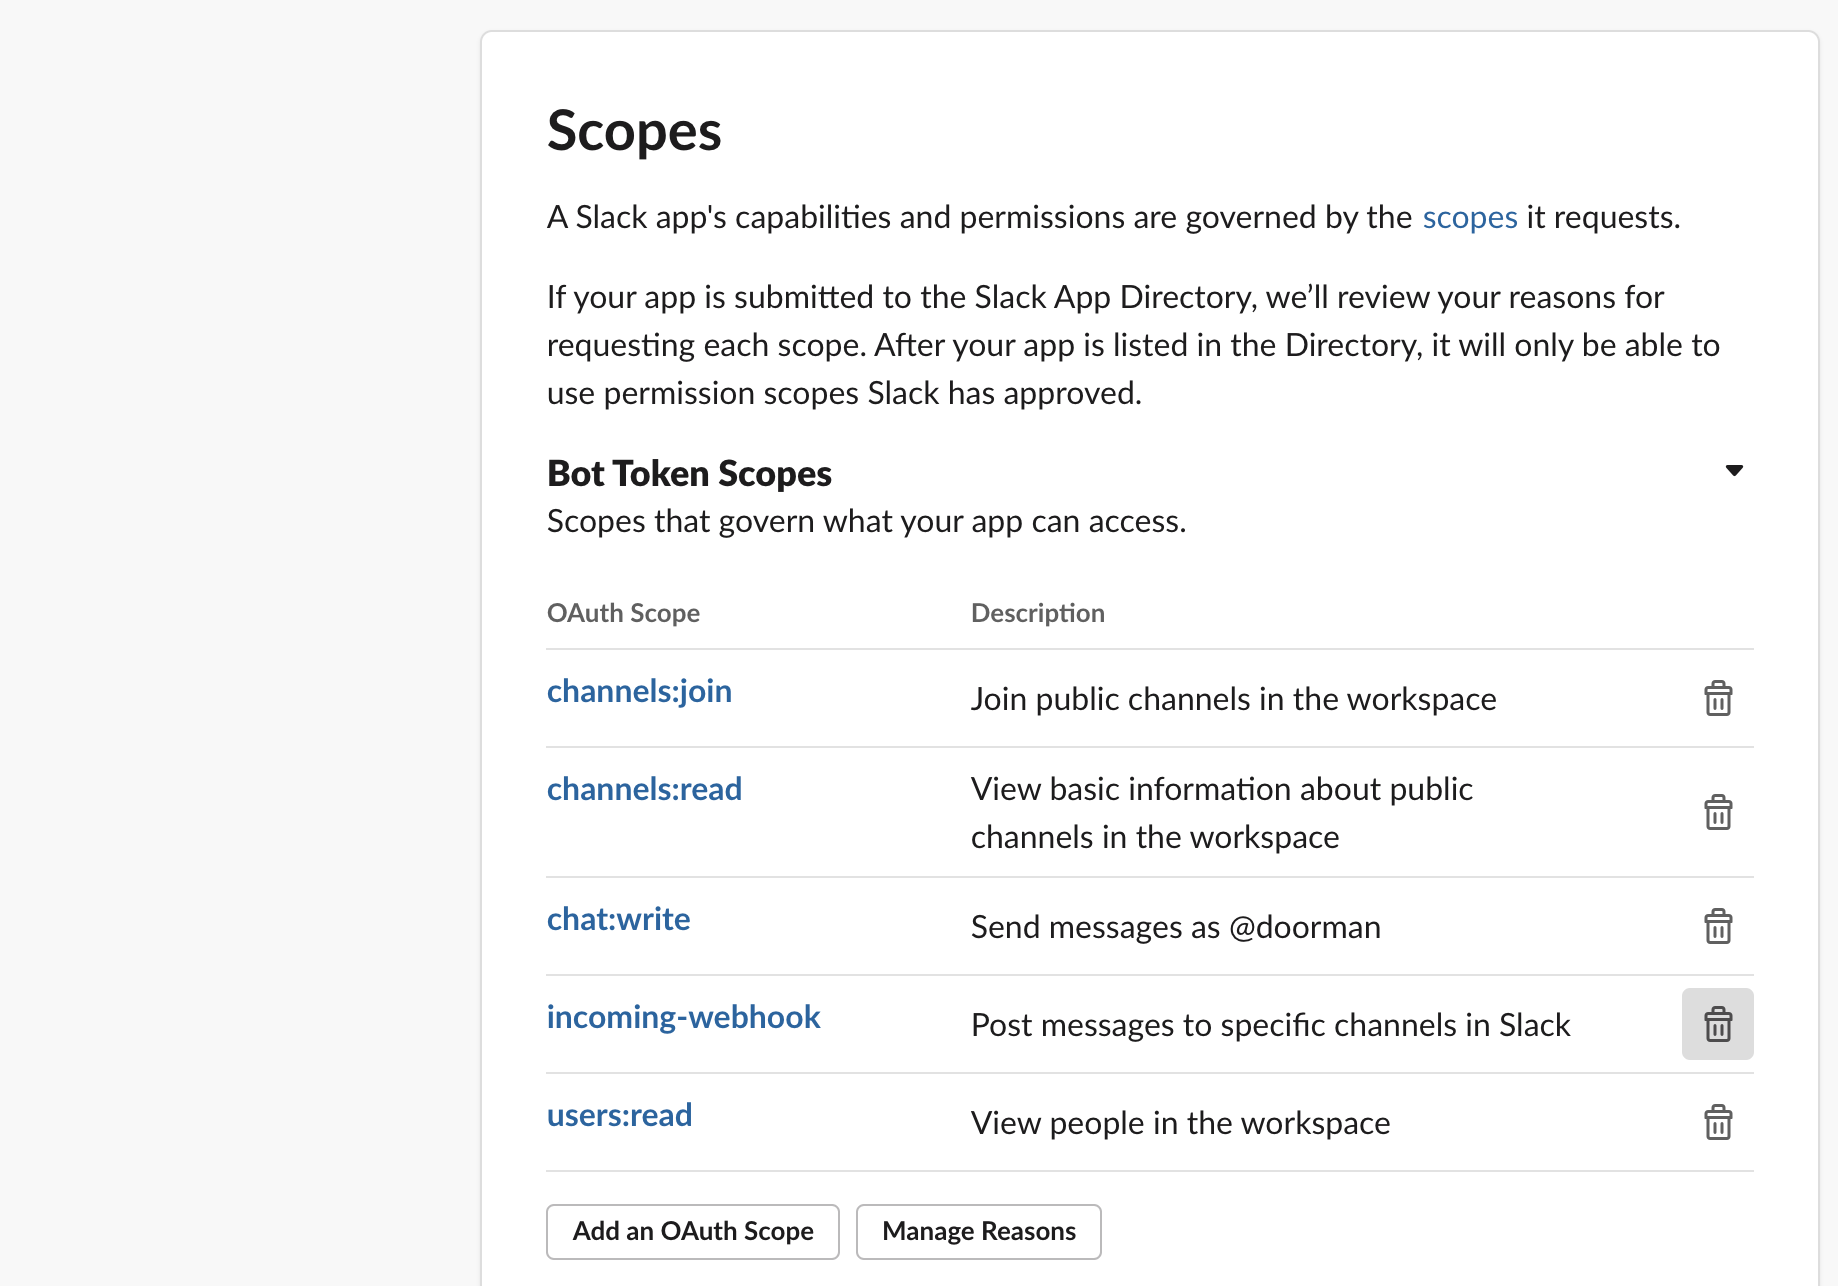 Scopes
A Slack app's capabilities and permissions are governed by the scopes it requests.
If your app is submitted to the Slack App Directory, we’ll review your reasons for
requesting each scope. After your app is listed in the Directory, it will only be able to
use permission scopes Slack has approved.
Bot Token Scopes
Scopes that govern what your app can access.
OAuth Scope Description
channels:join Join public channels in the workspace
channels:read View basic information about public
channels in the workspace
chat:write Send messages as @doorman
incoming-webhook Post messages to specific channels in Slack
users:read View people in the workspace
Add an OAuth Scope Manage Reasons